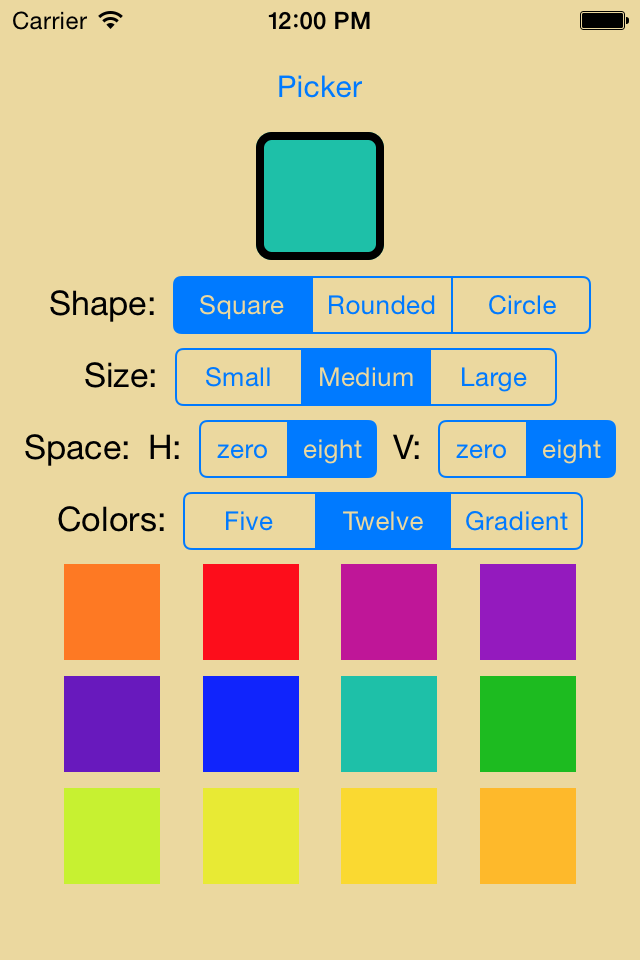 Carrier 12:00 PM
Picker
Shape: Square Rounded Circle
Size: Small Medium Large
Space: H: zero eight V: zero eight
Colors: Five Twelve Gradient